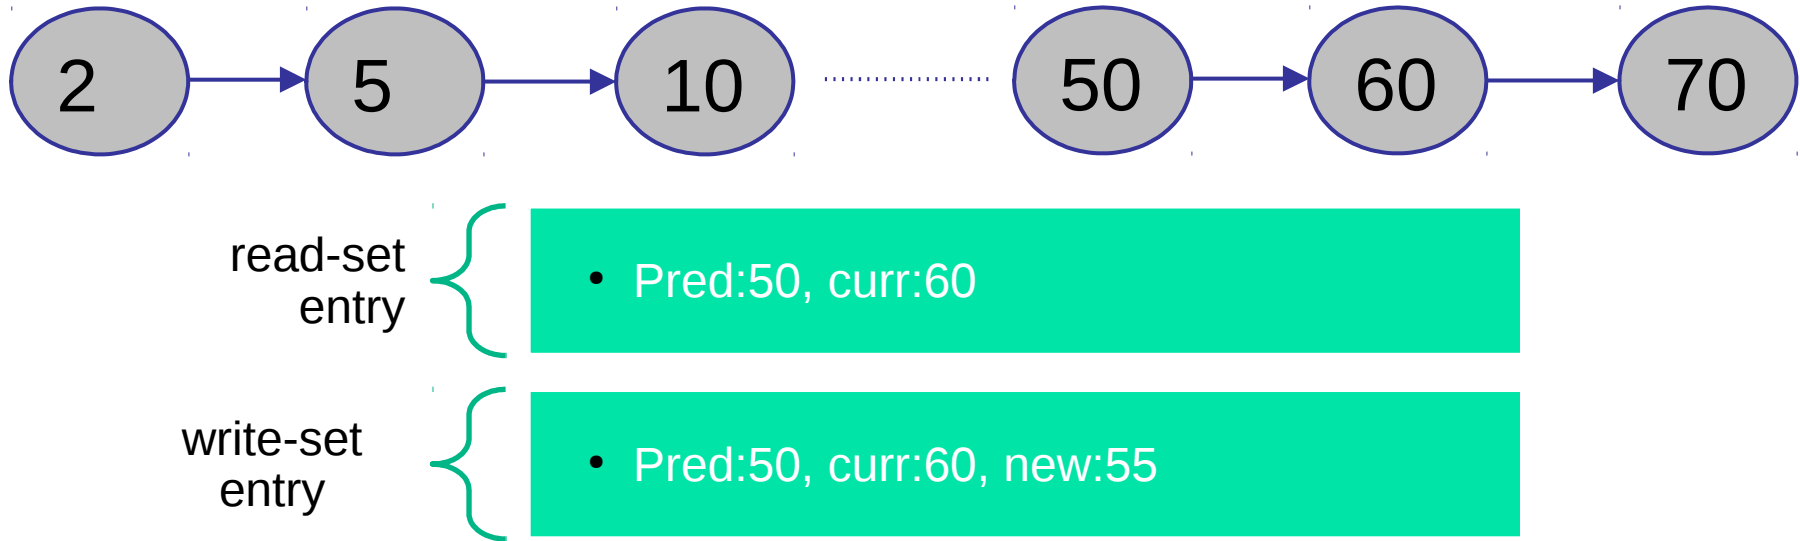 2 5 10 50 60 70
read-set
entry
• Pred:50, curr:60
write-set
entry
• Pred:50, curr:60, new:55